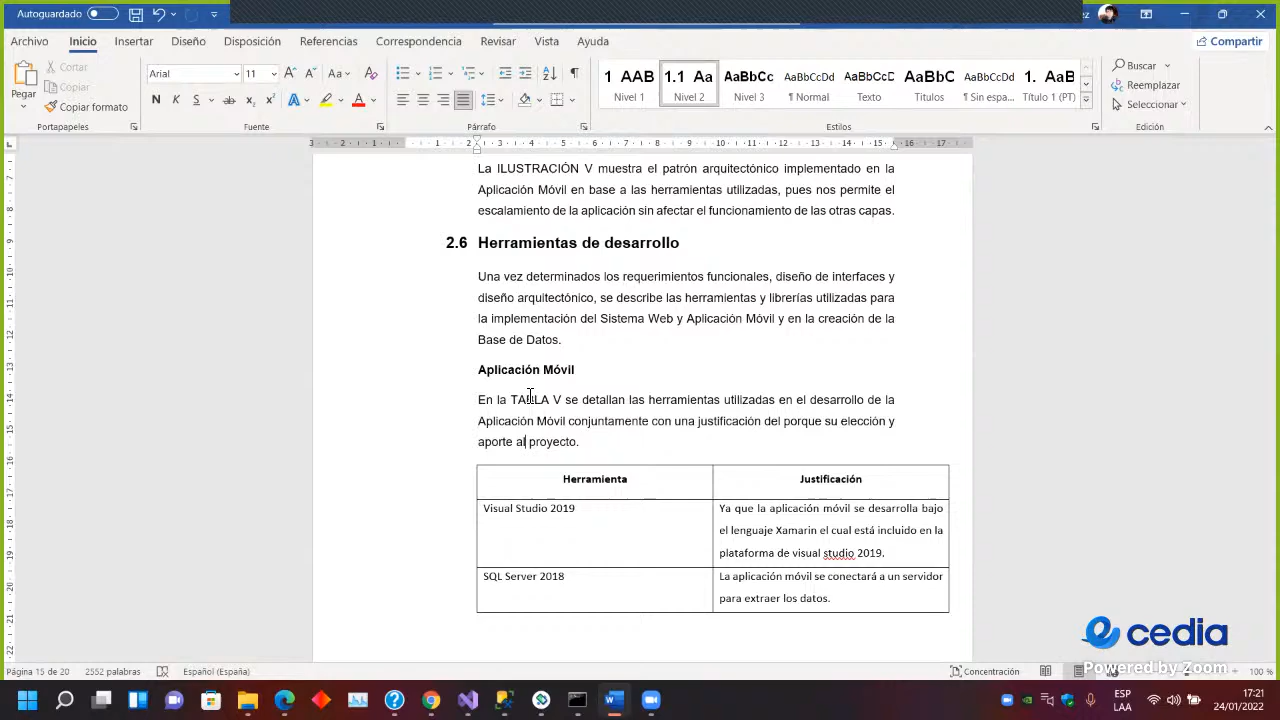 Autoguardado
Archivo Inicio Insertar Diseño Disposición Referencias Correspondencia Revisar Vista Ayuda Compartir
Pegar
Cortar
Copiar
Copiar formato
Portapapeles
Arial 11
Fuente
Párrafo
1 AAB 1.1 Aa AaBbCc AaBbCcDd AaBbCcD AaBbC AaBbCcDd 1. AaB
Nivel 1 Nivel 2 Nivel 3 ¶ Normal Texto Titulos ¶ Sin espa... Título 1 (PT)
Estilos
Buscar
Reemplazar
Seleccionar
Edición
La ILUSTRACIÓN V muestra el patrón arquitectónico implementado en la
Aplicación Móvil en base a las herramientas utilizadas, pues nos permite el
escalamiento de la aplicación sin afectar el funcionamiento de las otras capas.
2.6 Herramientas de desarrollo
Una vez determinados los requerimientos funcionales, diseño de interfaces y
diseño arquitectónico, se describe las herramientas y librerías utilizadas para
la implementación del Sistema Web y Aplicación Móvil y en la creación de la
Base de Datos.
Aplicación Móvil
En la V se detallan las herramientas utilizadas en el desarrollo de la
Aplicación Móvil conjuntamente con una justificación del porque su elección y
aporte al proyecto.
Herramienta Justificación
Visual Studio 2019
Ya que la aplicación móvil se desarrolla bajo
el lenguaje Xamarin el cual está incluido en la
plataforma de visual studio 2019.
SQL Server 2018
La aplicación móvil se conectará a un servidor
para extraer los datos.
cedia
Powered by Zoom
Página 15 de 20 2552 palabras Español (España) Concentración 100 %
ESP
LAA
17:21
24/01/2022